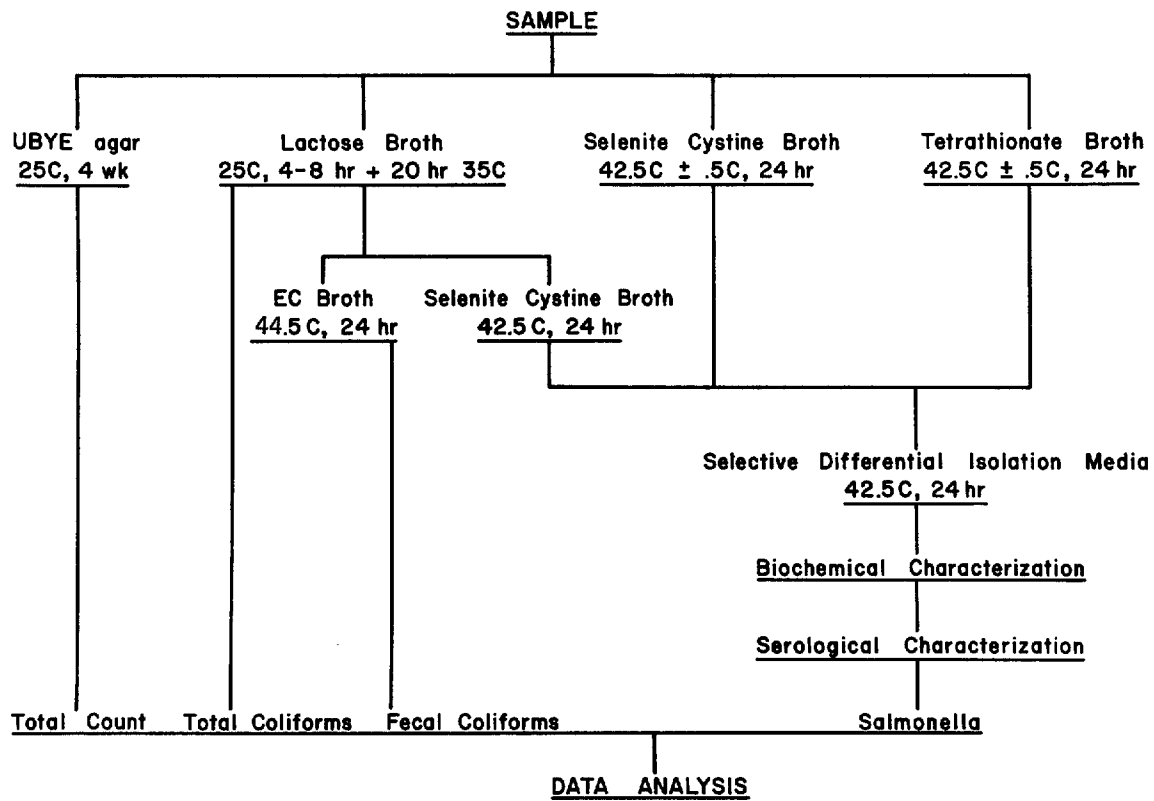 SAMPLE
UBYE agar
25C, 4 wk
Lactose Broth
25C, 4-8 hr + 20 hr 35C
Selenite Cystine Broth
42.5C ± .5C, 24 hr
Tetrathionate Broth
42.5C ± .5C, 24 hr
EC Broth
44.5C, 24 hr
Selenite Cystine Broth
42.5C, 24 hr
Selective Differential Isolation Media
42.5C, 24 hr
Biochemical Characterization
Serological Characterization
Total Count
Total Coliforms
Fecal Coliforms
Salmonella
DATA ANALYSIS